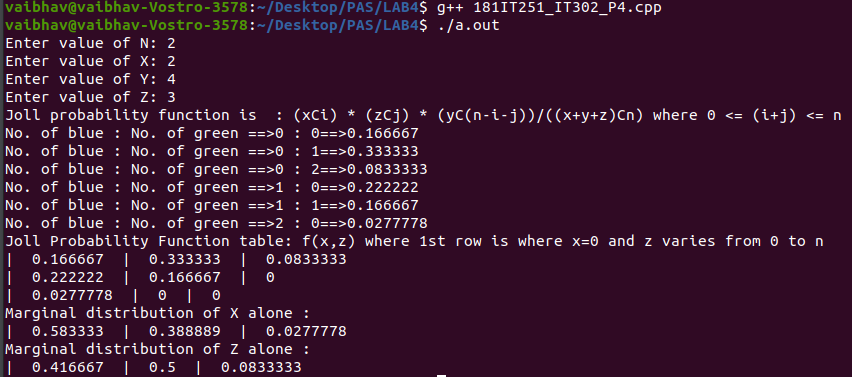 vaibhav@vaibhav-Vostro-3578:~/Desktop/PAS/LAB4$ g++ 181IT251_IT302_P4.cpp
vaibhav@vaibhav-Vostro-3578:~/Desktop/PAS/LAB4$ ./a.out
Enter value of N: 2
Enter value of X: 2
Enter value of Y: 4
Enter value of Z: 3
Joll probability function is  : (xCi) * (zCj) * (yC(n-i-j))/((x+y+z)Cn) where 0 <= (i+j) <= n
No. of blue : No. of green ==>0 : 0==>0.166667
No. of blue : No. of green ==>0 : 1==>0.333333
No. of blue : No. of green ==>0 : 2==>0.0833333
No. of blue : No. of green ==>1 : 0==>0.222222
No. of blue : No. of green ==>1 : 1==>0.166667
No. of blue : No. of green ==>2 : 0==>0.0277778
Joll Probability Function table: f(x,z) where 1st row is where x=0 and z varies from 0 to n
|  0.166667  |  0.333333  |  0.0833333
|  0.222222  |  0.166667  |  0
|  0.0277778  |  0  |  0
Marginal distribution of X alone :
|  0.583333  |  0.388889  |  0.0277778
Marginal distribution of Z alone :
|  0.416667  |  0.5  |  0.0833333